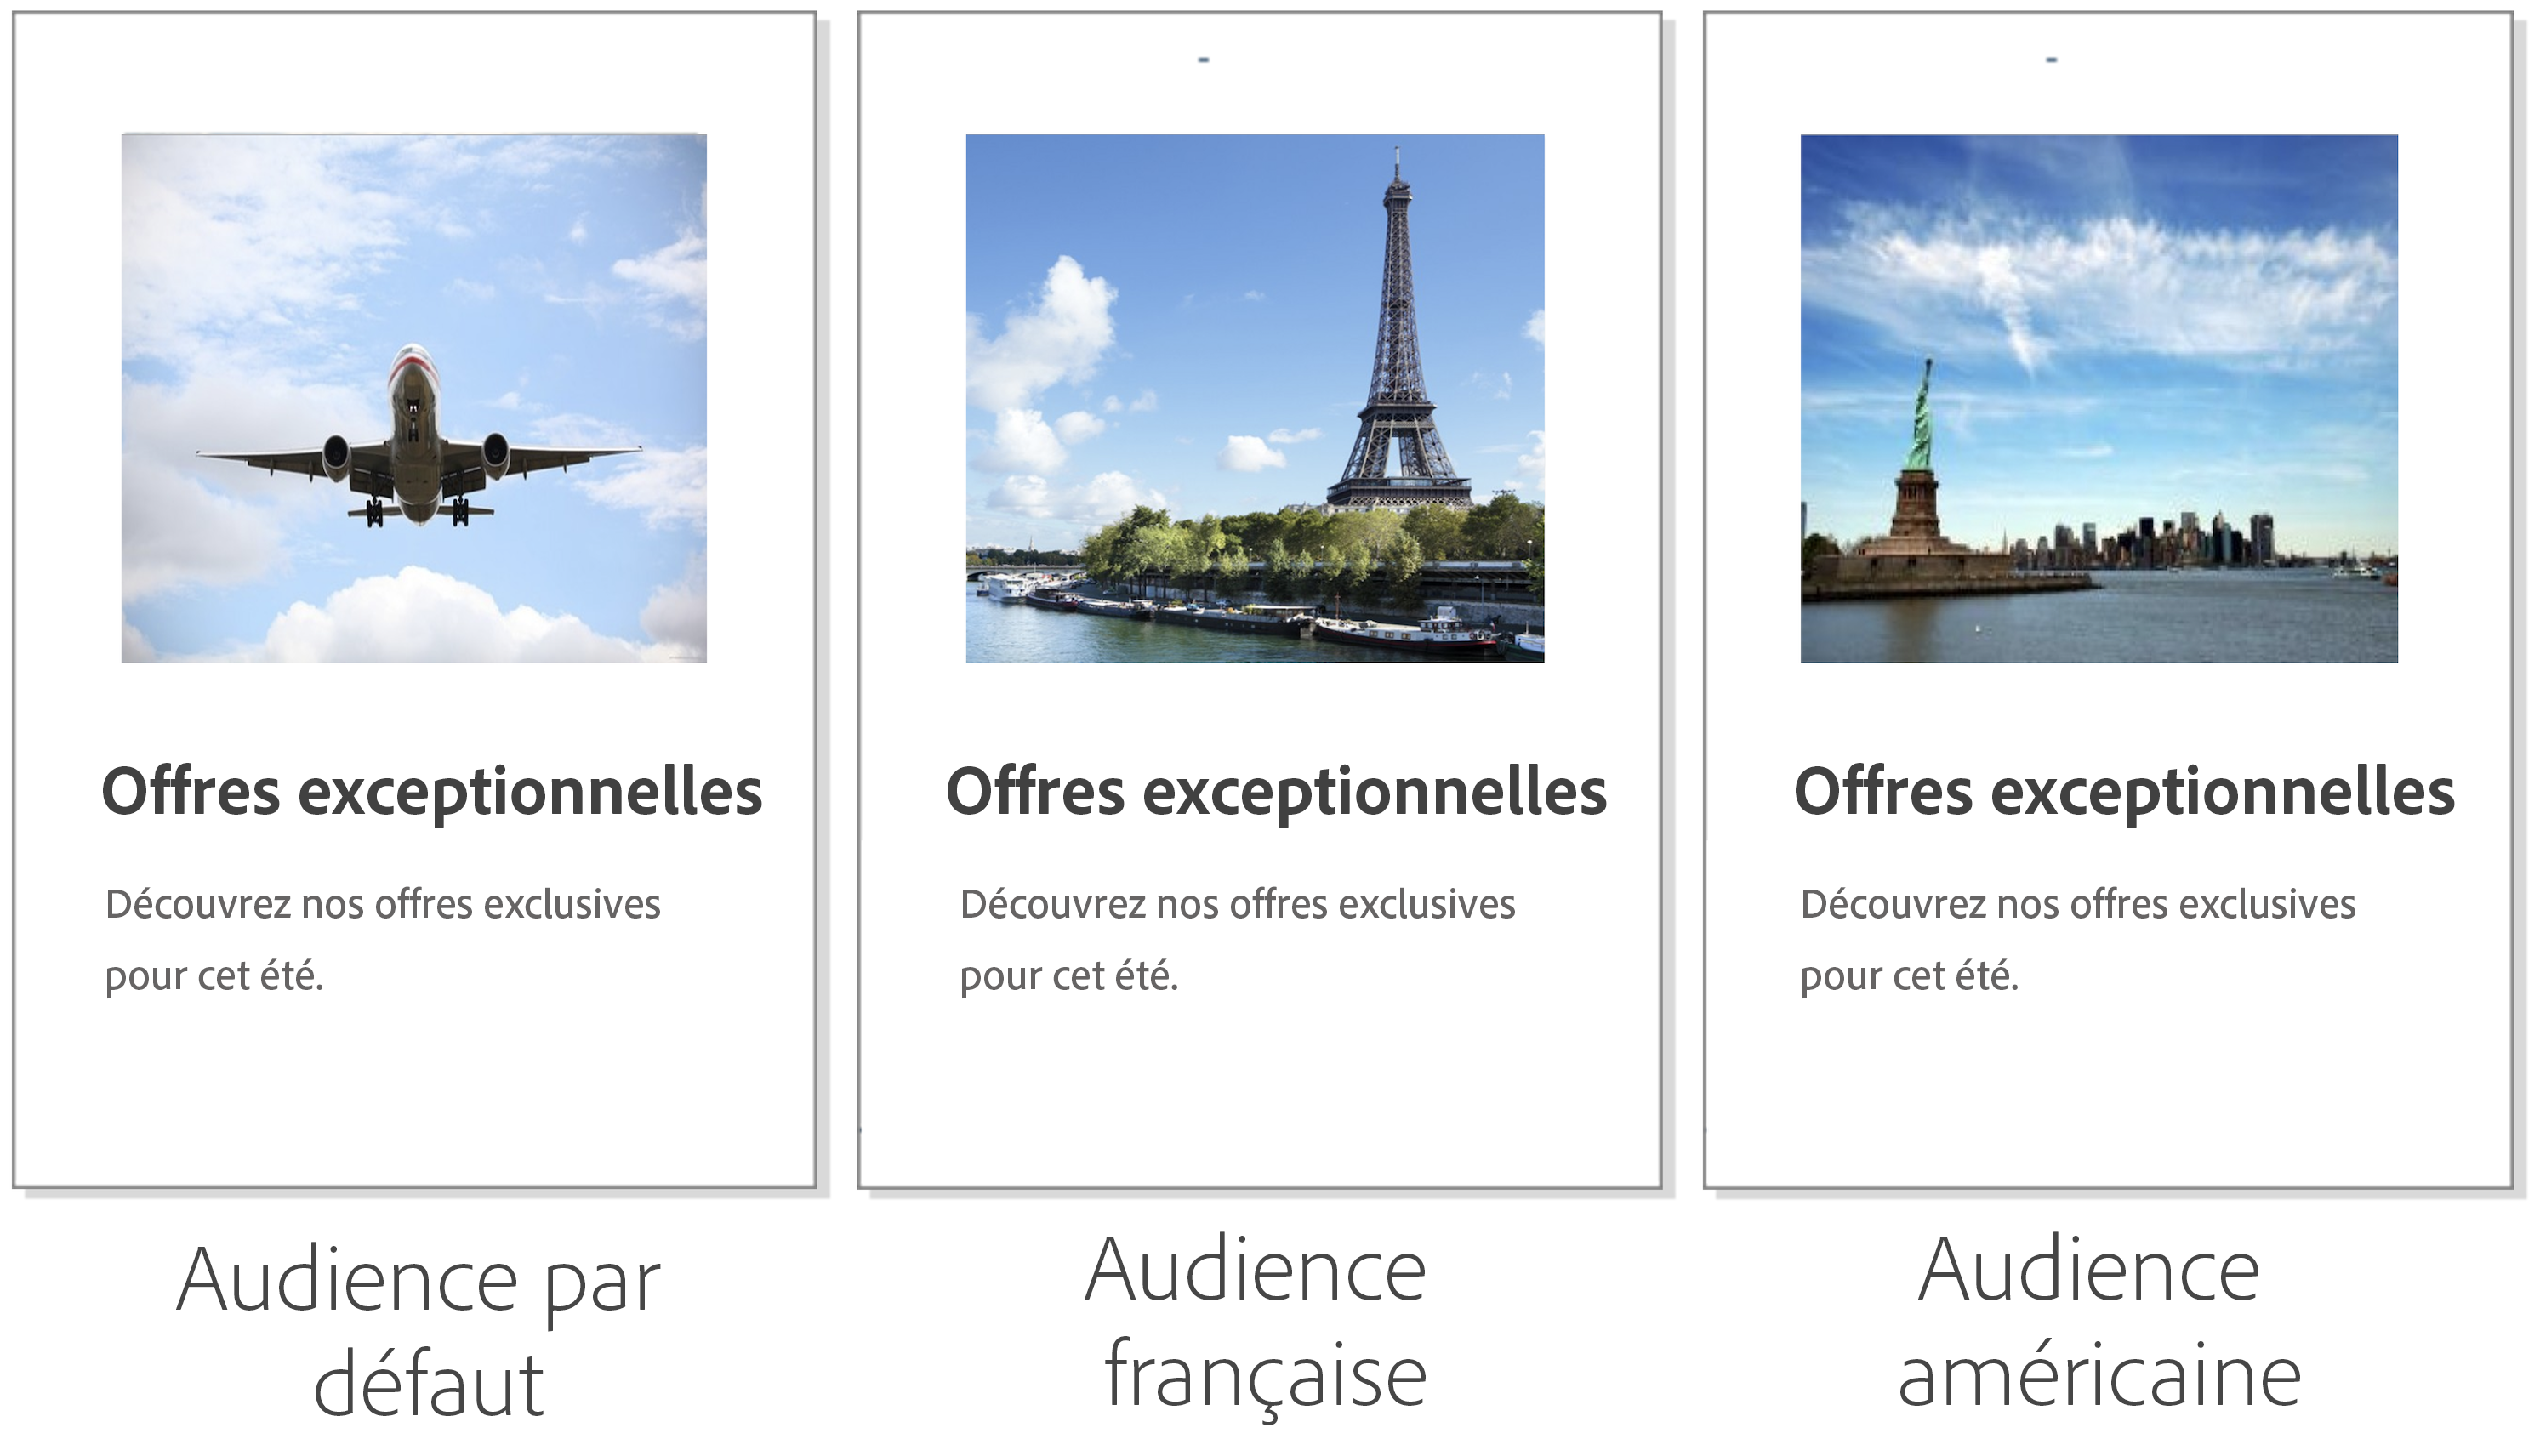 Offres exceptionnelles
Découvrez nos offres exclusives
pour cet été.
Audience par
défaut
Offres exceptionnelles
Découvrez nos offres exclusives
pour cet été.
Audience
française
Offres exceptionnelles
Découvrez nos offres exclusives
pour cet été.
Audience
américaine